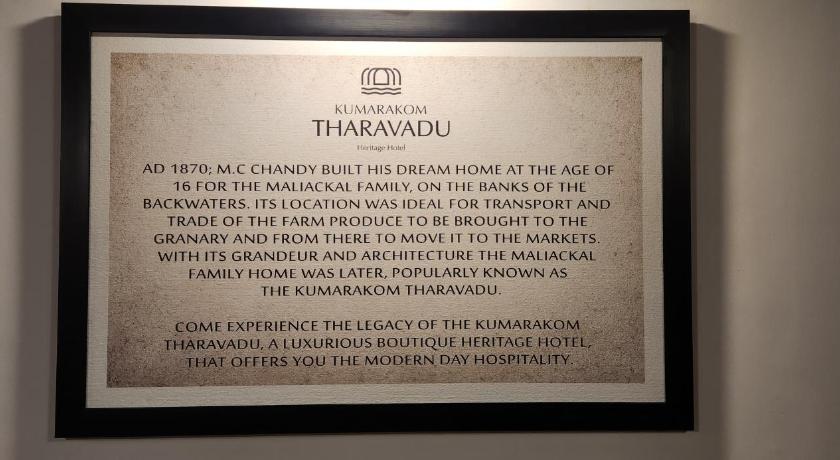 KUMARAKOM
THARAVADU
Heritage Hotel
AD 1870; M.C CHANDY BUILT HIS DREAM HOME AT THE AGE OF
16 FOR THE MALIACKAL FAMILY, ON THE BANKS OF THE
BACKWATERS. ITS LOCATION WAS IDEAL FOR TRANSPORT AND
TRADE OF THE FARM PRODUCE TO BE BROUGHT TO THE
GRANARY AND FROM THERE TO MOVE IT TO THE MARKETS.
WITH ITS GRANDEUR AND ARCHITECTURE THE MALIACKAL
FAMILY HOME WAS LATER, POPULARLY KNOWN AS
THE KUMARAKOM THARAVADU.
COME EXPERIENCE THE LEGACY OF THE KUMARAKOM
THARAVADU, A LUXURIOUS BOUTIQUE HERITAGE HOTEL,
THAT OFFERS YOU THE MODERN DAY HOSPITALITY.